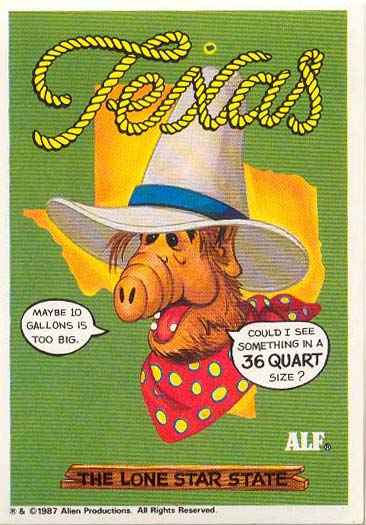 Texas
MAYBE 10
GALLONS IS
TOO BIG.
COULD I SEE
SOMETHING IN A
36 QUART
SIZE?
ALF®
THE LONE STAR STATE
® & ©1987 Alien Productions. All Rights Reserved.